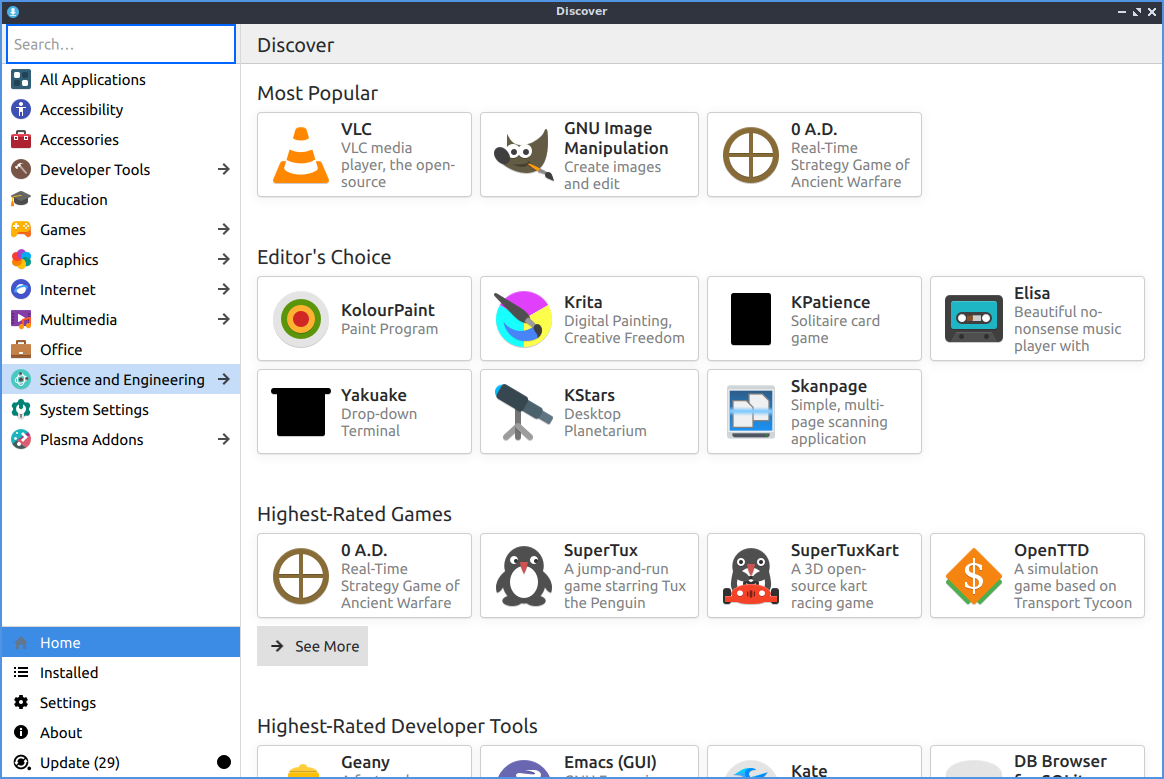 Discover
Search…
All Applications
Accessibility
Accessories
Developer Tools
Education
Games
Graphics
Internet
Multimedia
Office
Science and Engineering
System Settings
Plasma Addons
Home
Installed
Settings
About
Update (29)
Discover
Most Popular
VLC
VLC media
player, the open-
source
GNU Image
Manipulation
Create images
and edit
0 A.D.
Real-Time
Strategy Game of
Ancient Warfare
Editor's Choice
KolourPaint
Paint Program
Krita
Digital Painting,
Creative Freedom
KPatience
Solitaire card
game
Elisa
Beautiful no-
nonsense music
player with
Yakuake
Drop-down
Terminal
KStars
Desktop
Planetarium
Skanpage
Simple, multi-
page scanning
application
Highest-Rated Games
0 A.D.
Real-Time
Strategy Game of
Ancient Warfare
SuperTux
A jump-and-run
game starring Tux
the Penguin
SuperTuxKart
A 3D open-
source kart
racing game
OpenTTD
A simulation
game based on
Transport Tycoon
See More
Highest-Rated Developer Tools
Geany
Emacs (GUI)
Kate
DB Browser